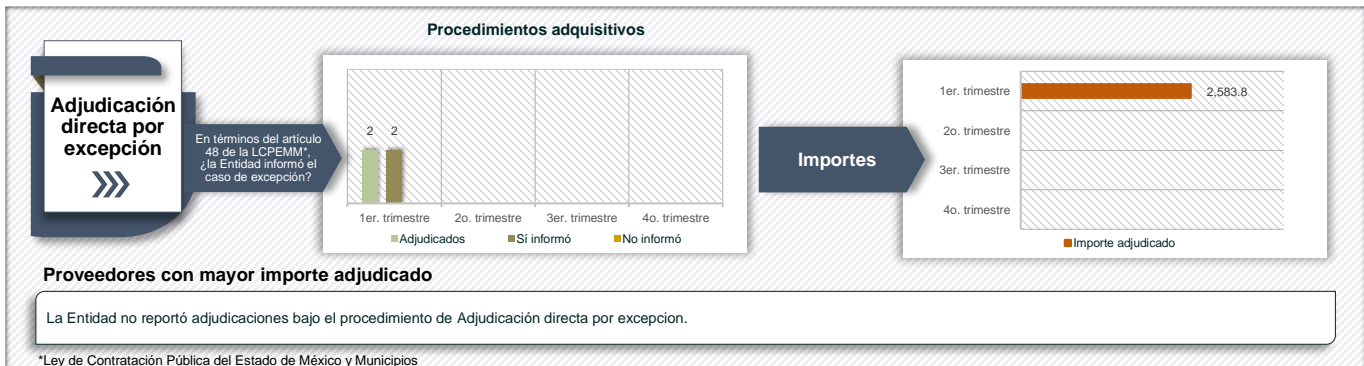 Procedimientos adquisitivos
Adjudicación
directa por
excepción
En términos del artículo
48 de la LCPEMM*,
¿la Entidad informó el
caso de excepción?
2 2
1er. trimestre 2o. trimestre 3er. trimestre 4o. trimestre
Adjudicados Sí informó No informó
Importes
1er. trimestre 2,583.8
2o. trimestre
3er. trimestre
4o. trimestre
Importe adjudicado
Proveedores con mayor importe adjudicado
La Entidad no reportó adjudicaciones bajo el procedimiento de Adjudicación directa por excepcion.
*Ley de Contratación Pública del Estado de México y Municipios